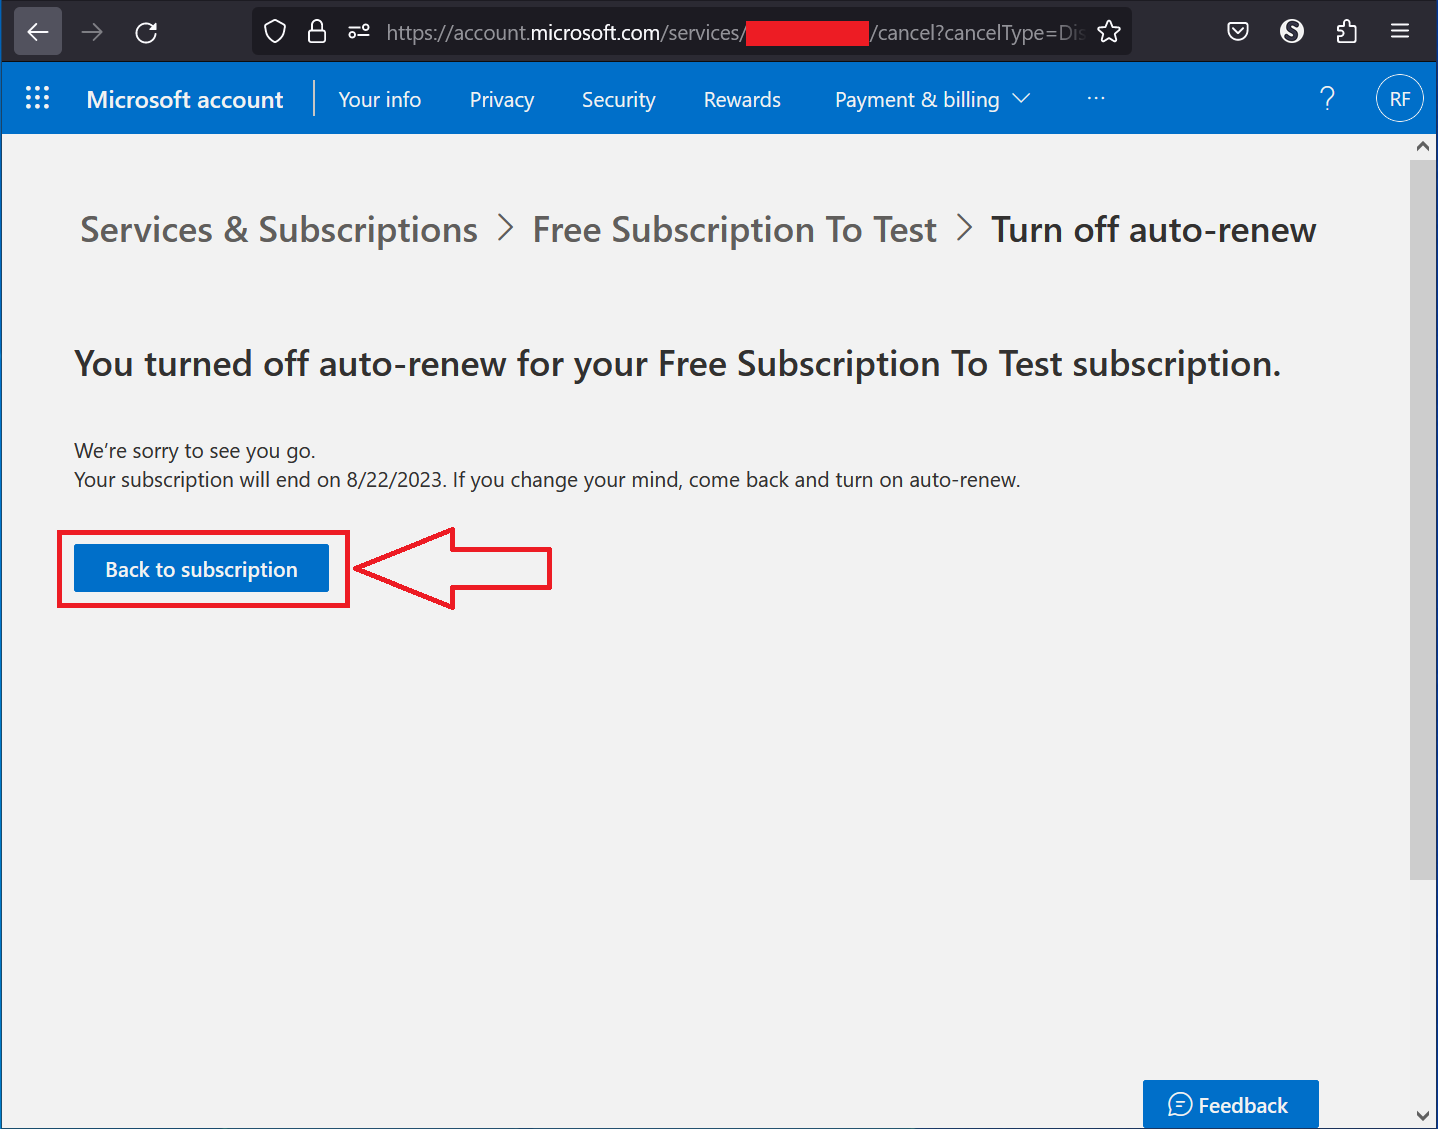 https://account.microsoft.com/services/ /cancel?cancelType=Dis
Microsoft account Your info Privacy Security Rewards Payment & billing ··· ? RF
Services & Subscriptions > Free Subscription To Test > Turn off auto-renew
You turned off auto-renew for your Free Subscription To Test subscription.
We're sorry to see you go.
Your subscription will end on 8/22/2023. If you change your mind, come back and turn on auto-renew.
Back to subscription
Feedback